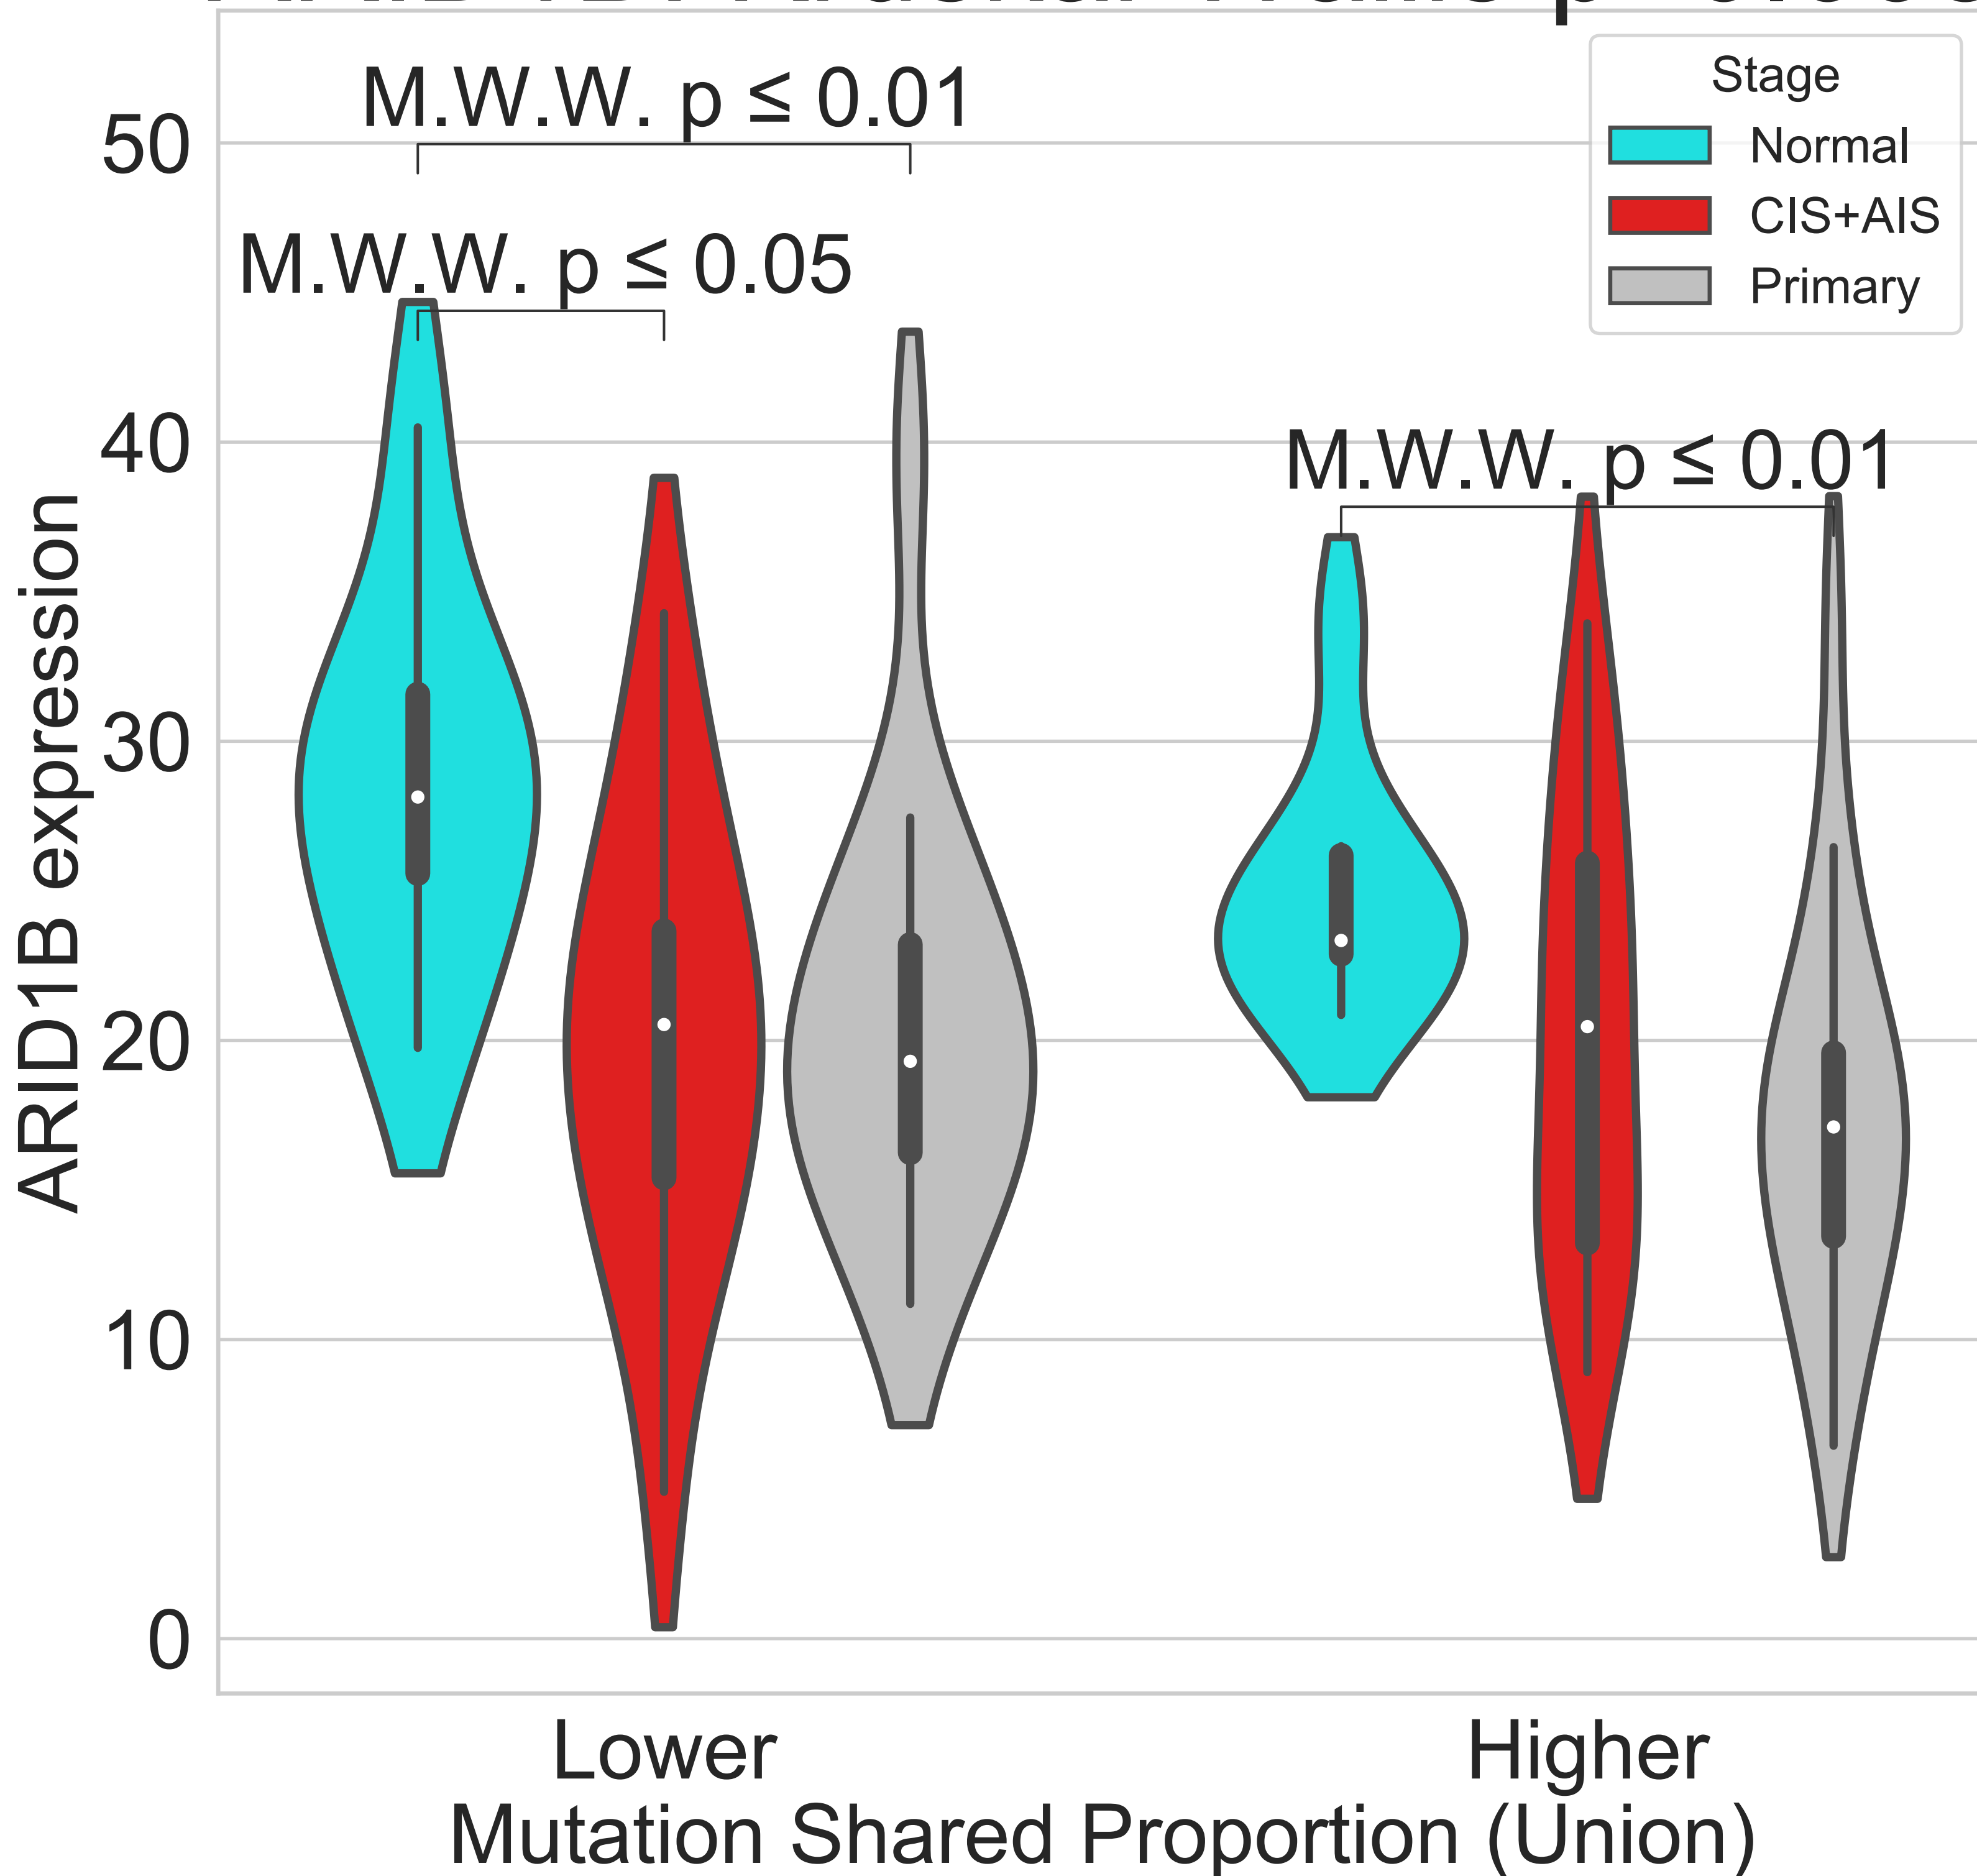 M.W.W. p ≤ 0.01
Stage
Normal
CIS+AIS
Primary
M.W.W. p ≤ 0.05
M.W.W. p ≤ 0.01
50
40
30
20
10
0
ARID1B expression
Lower
Higher
Mutation Shared Proportion (Union)